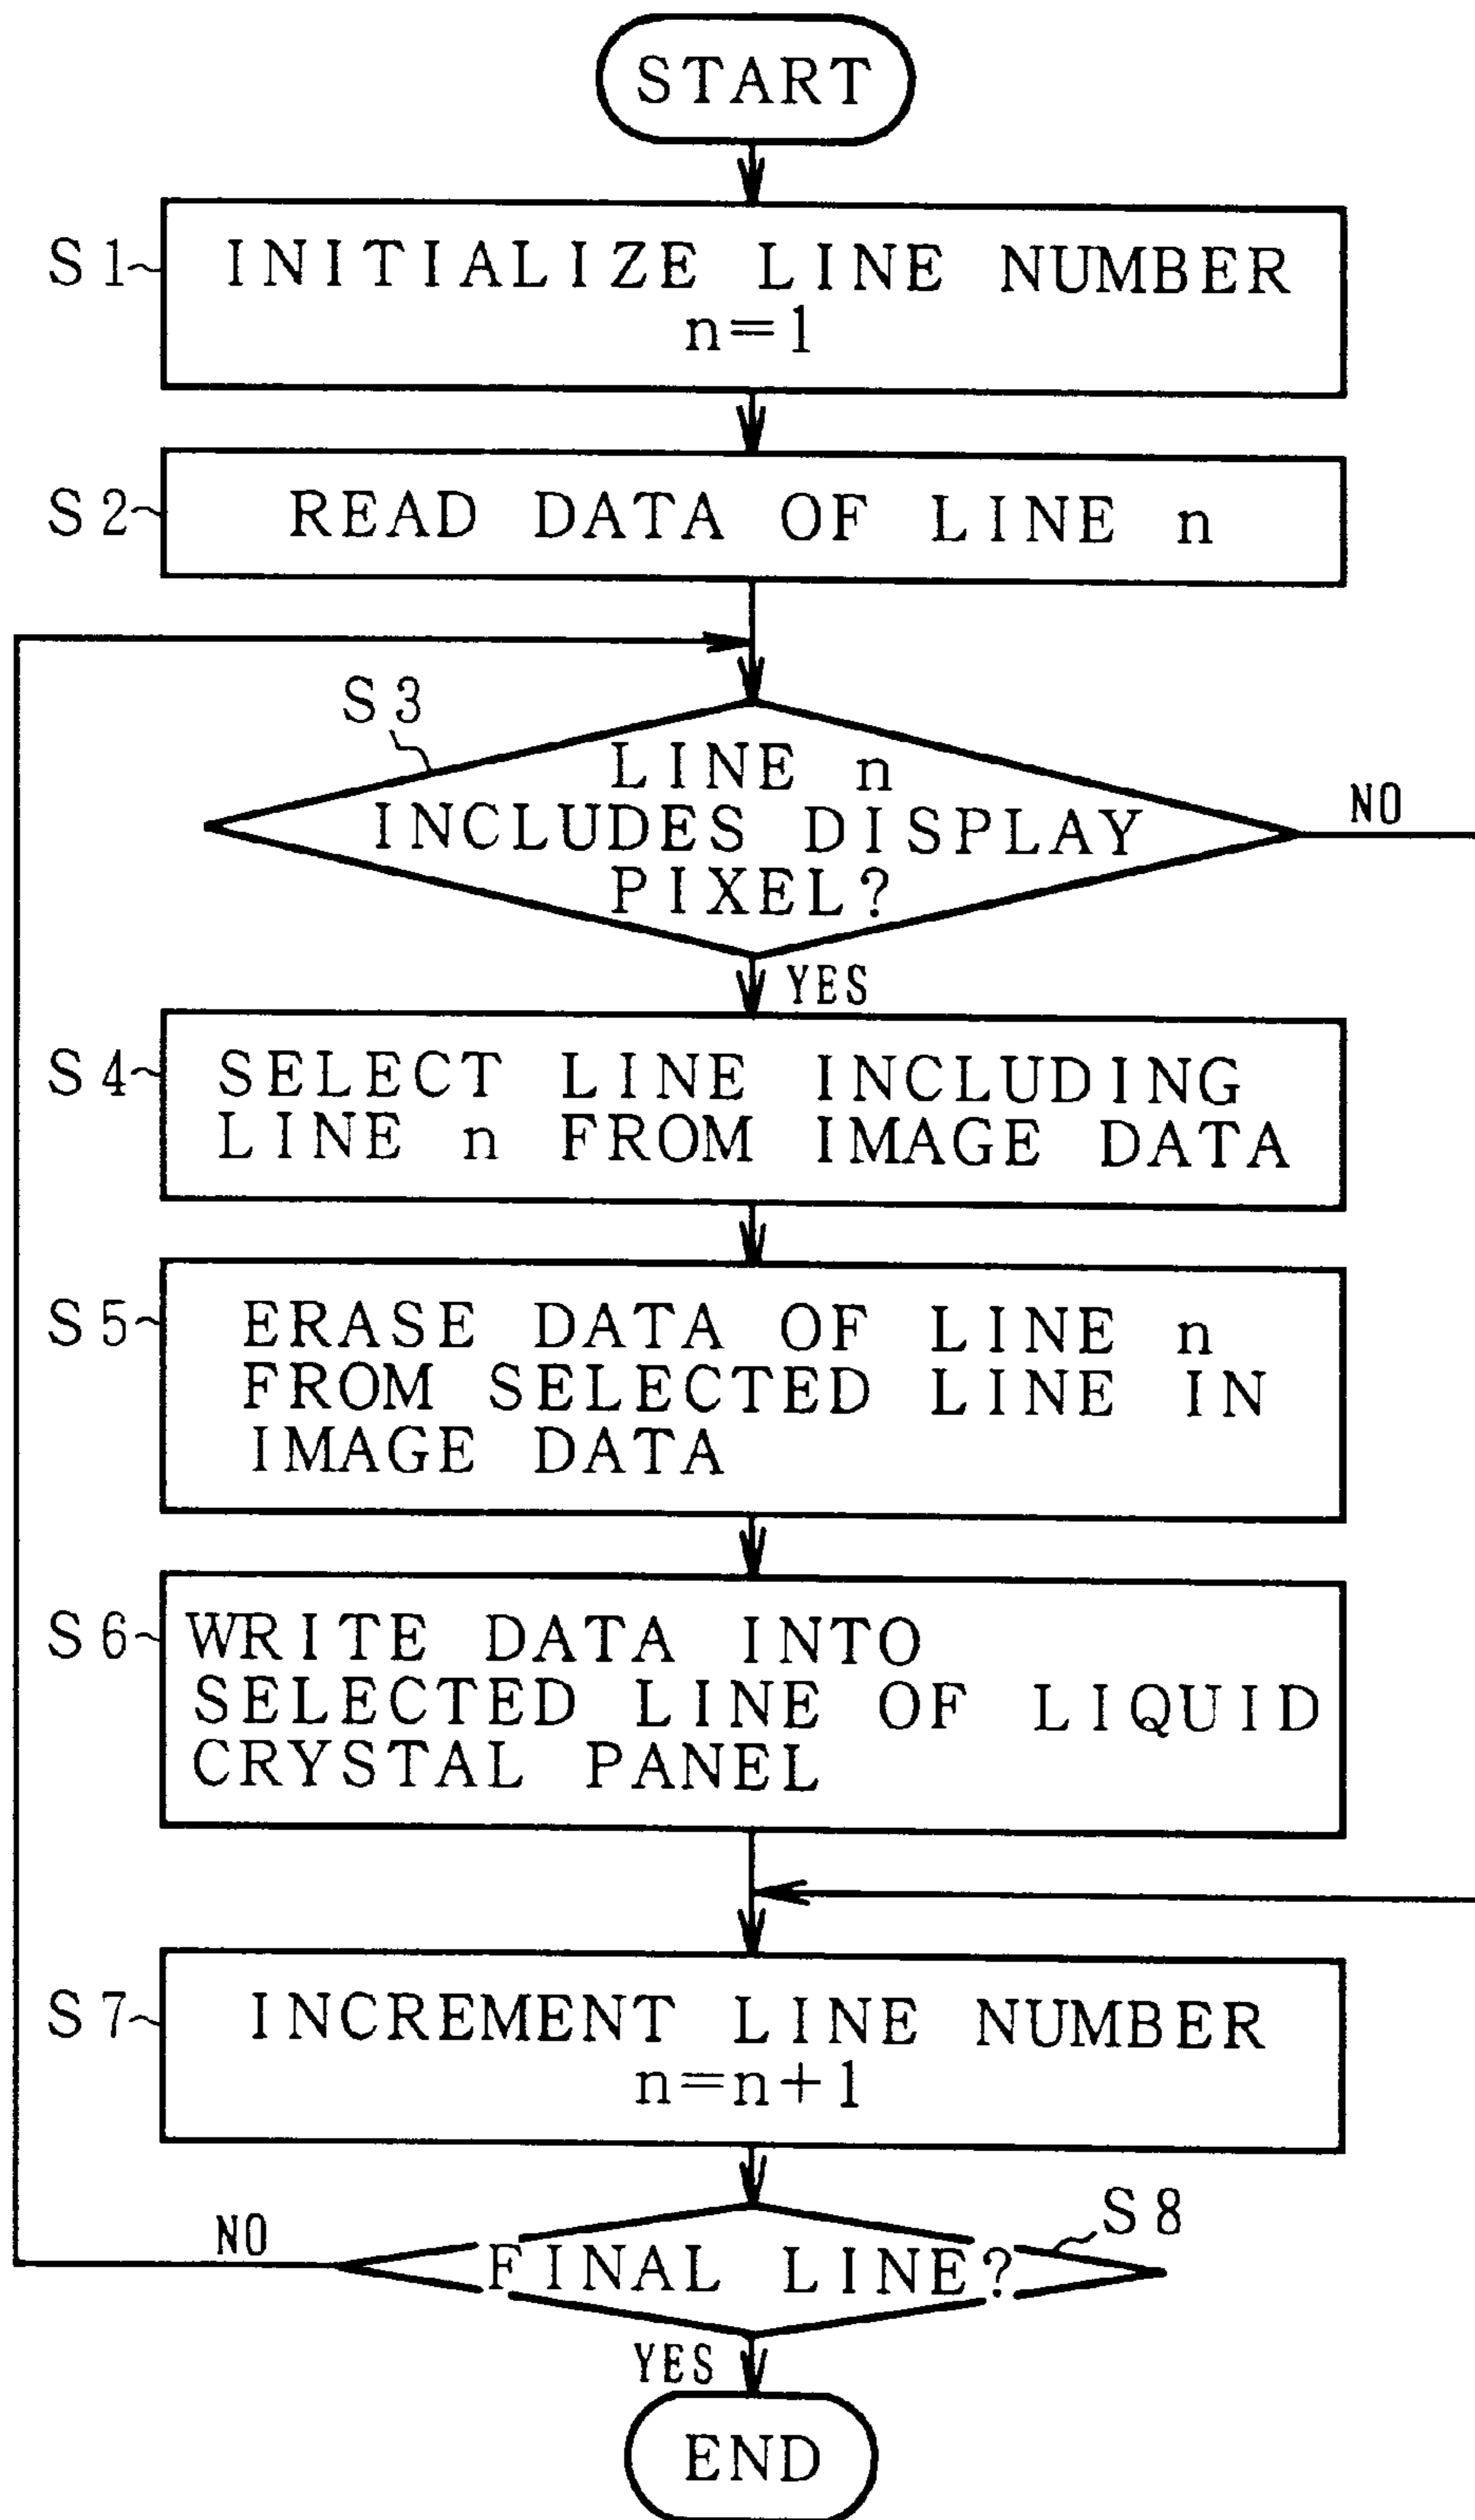 START
S1
INITIALIZE LINE NUMBER
n=1
S2
READ DATA OF LINE n
S3
LINE n
INCLUDES DISPLAY
PIXEL?
NO
YES
S4
SELECT LINE INCLUDING
LINE n FROM IMAGE DATA
S5
ERASE DATA OF LINE n
FROM SELECTED LINE IN
IMAGE DATA
S6
WRITE DATA INTO
SELECTED LINE OF LIQUID
CRYSTAL PANEL
S7
INCREMENT LINE NUMBER
n=n+1
S8
NO
FINAL LINE?
YES
END